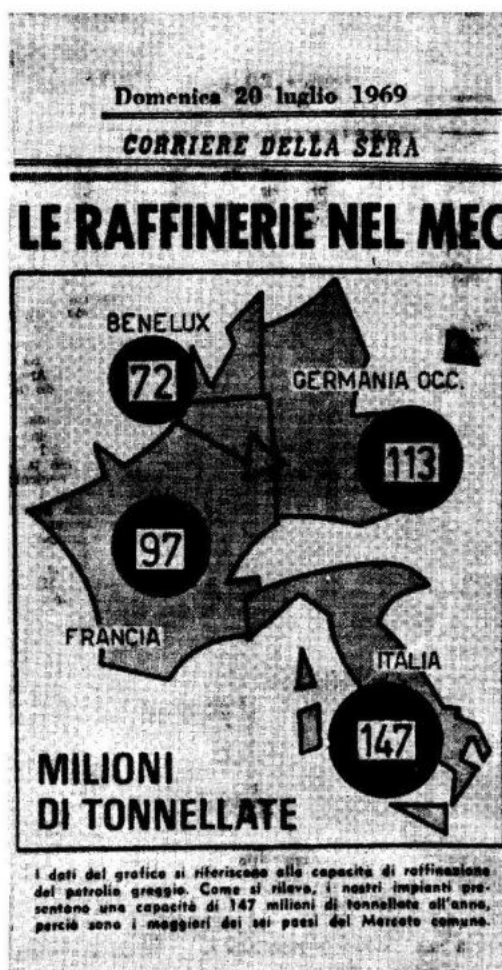 Domenica 20 luglio 1969
CORRIERE DELLA SERA
LE RAFFINERIE NEL MEC
BENELUX
72
GERMANIA OCC.
113
97
FRANCIA
ITALIA
147
MILIONI
DI TONNELLATE
I dati del grafico si riferiscono alla capacità di raffinazione
del petrolio greggio. Come si rileva, i nostri impianti pre-
sentano una capacità di 147 milioni di tonnellate all'anno,
perciò sono i maggiori dei sei paesi del Mercato comune.